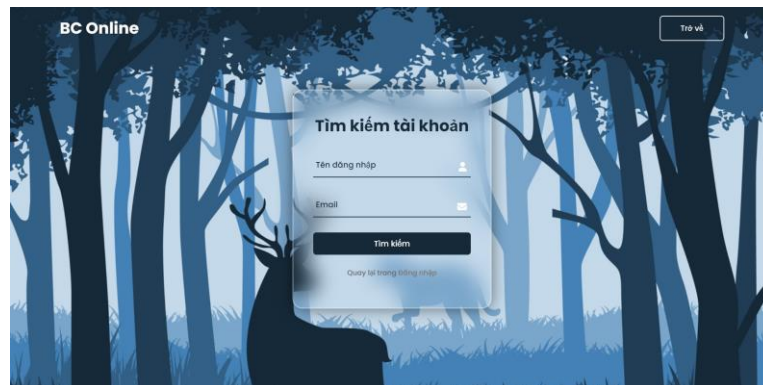 BC Online
Trở về
Tìm kiếm tài khoản
Tên đăng nhập
Email
Tìm kiếm
Quay lại trang Đăng nhập